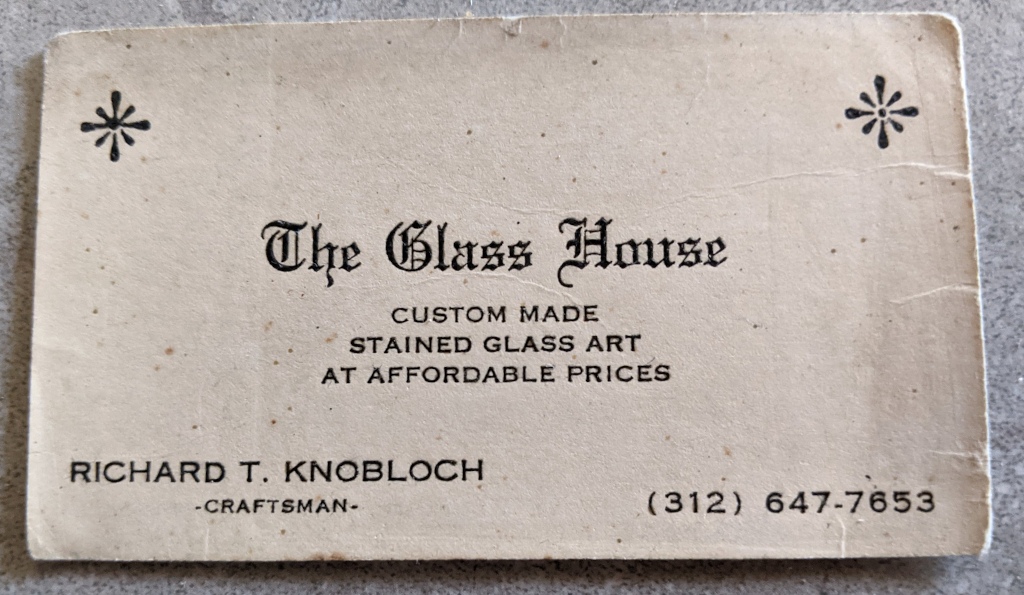 The Glass House
CUSTOM MADE
STAINED GLASS ART
AT AFFORDABLE PRICES
RICHARD T. KNOBLOCH
-CRAFTSMAN-
(312) 647-7653